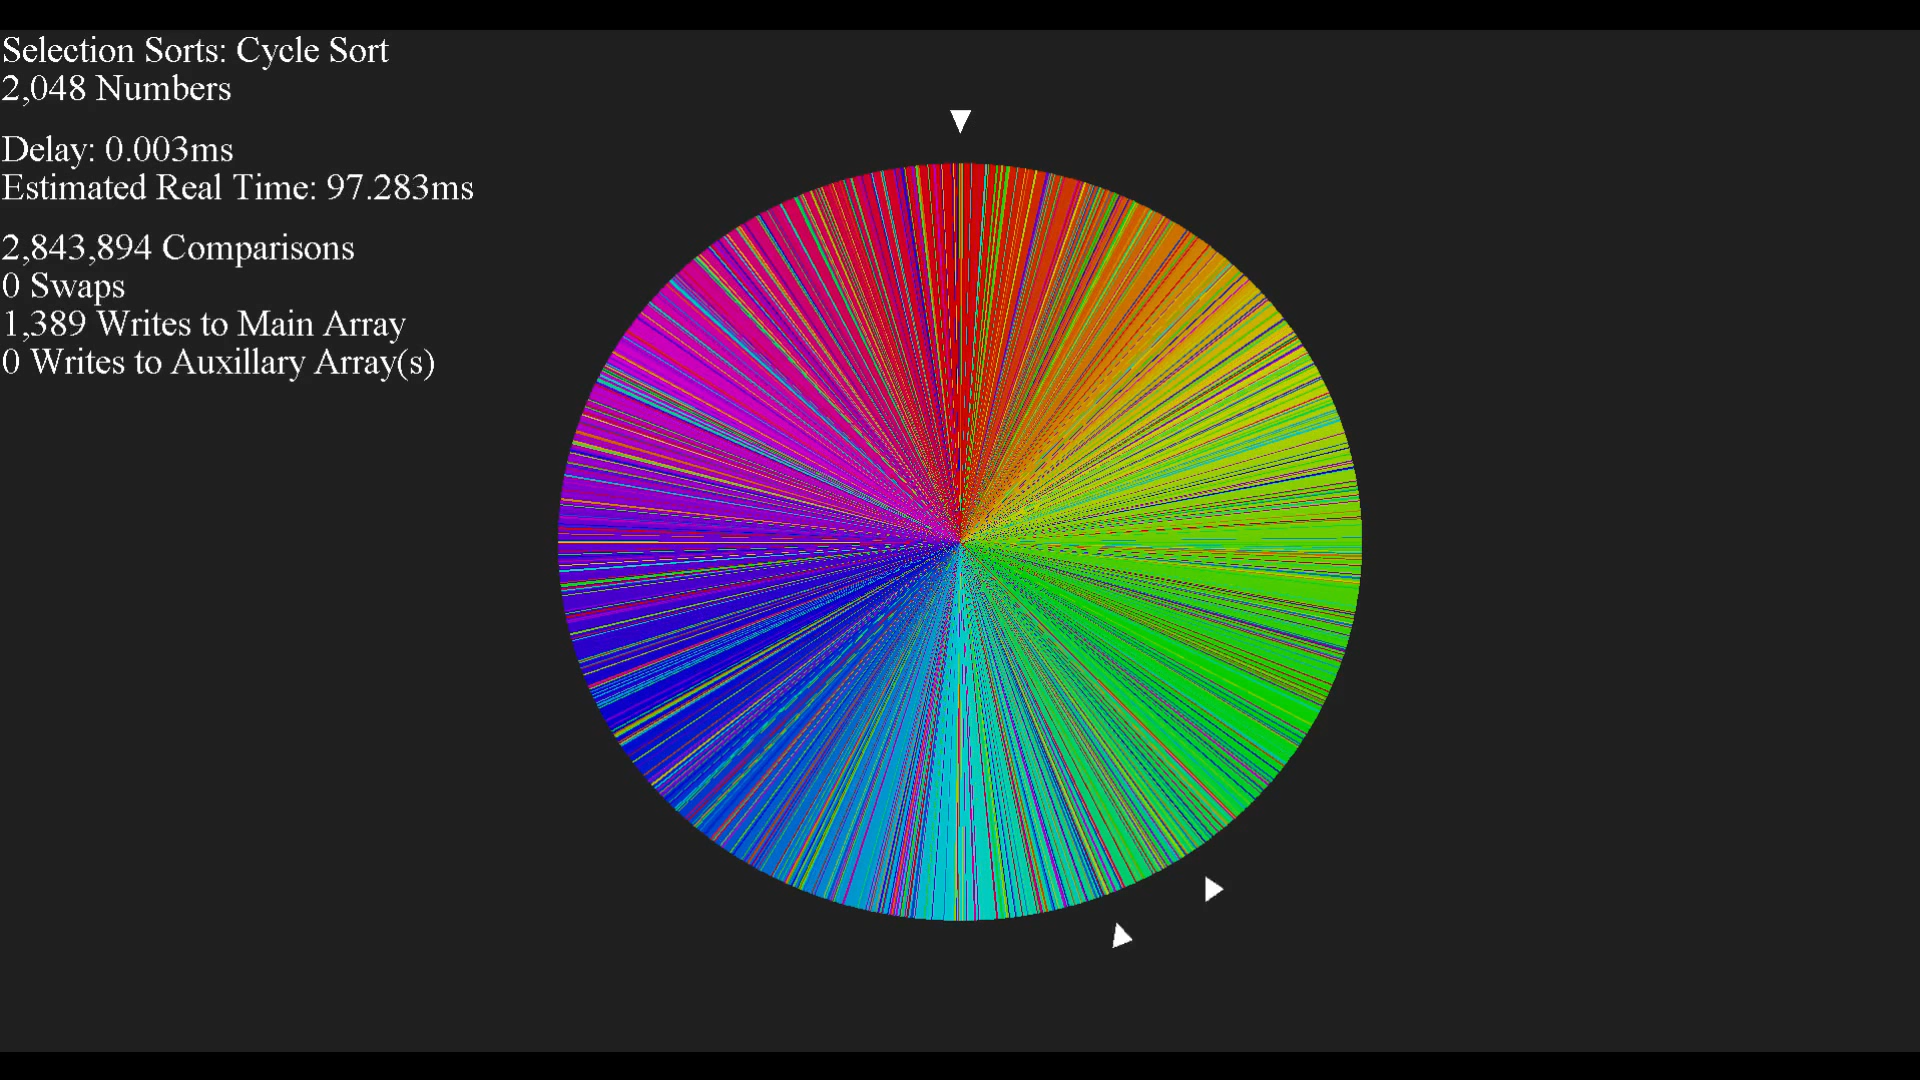 Selection Sorts: Cycle Sort
2,048 Numbers
Delay: 0.003ms
Estimated Real Time: 97.283ms
2,843,894 Comparisons
0 Swaps
1,389 Writes to Main Array
0 Writes to Auxillary Array(s)